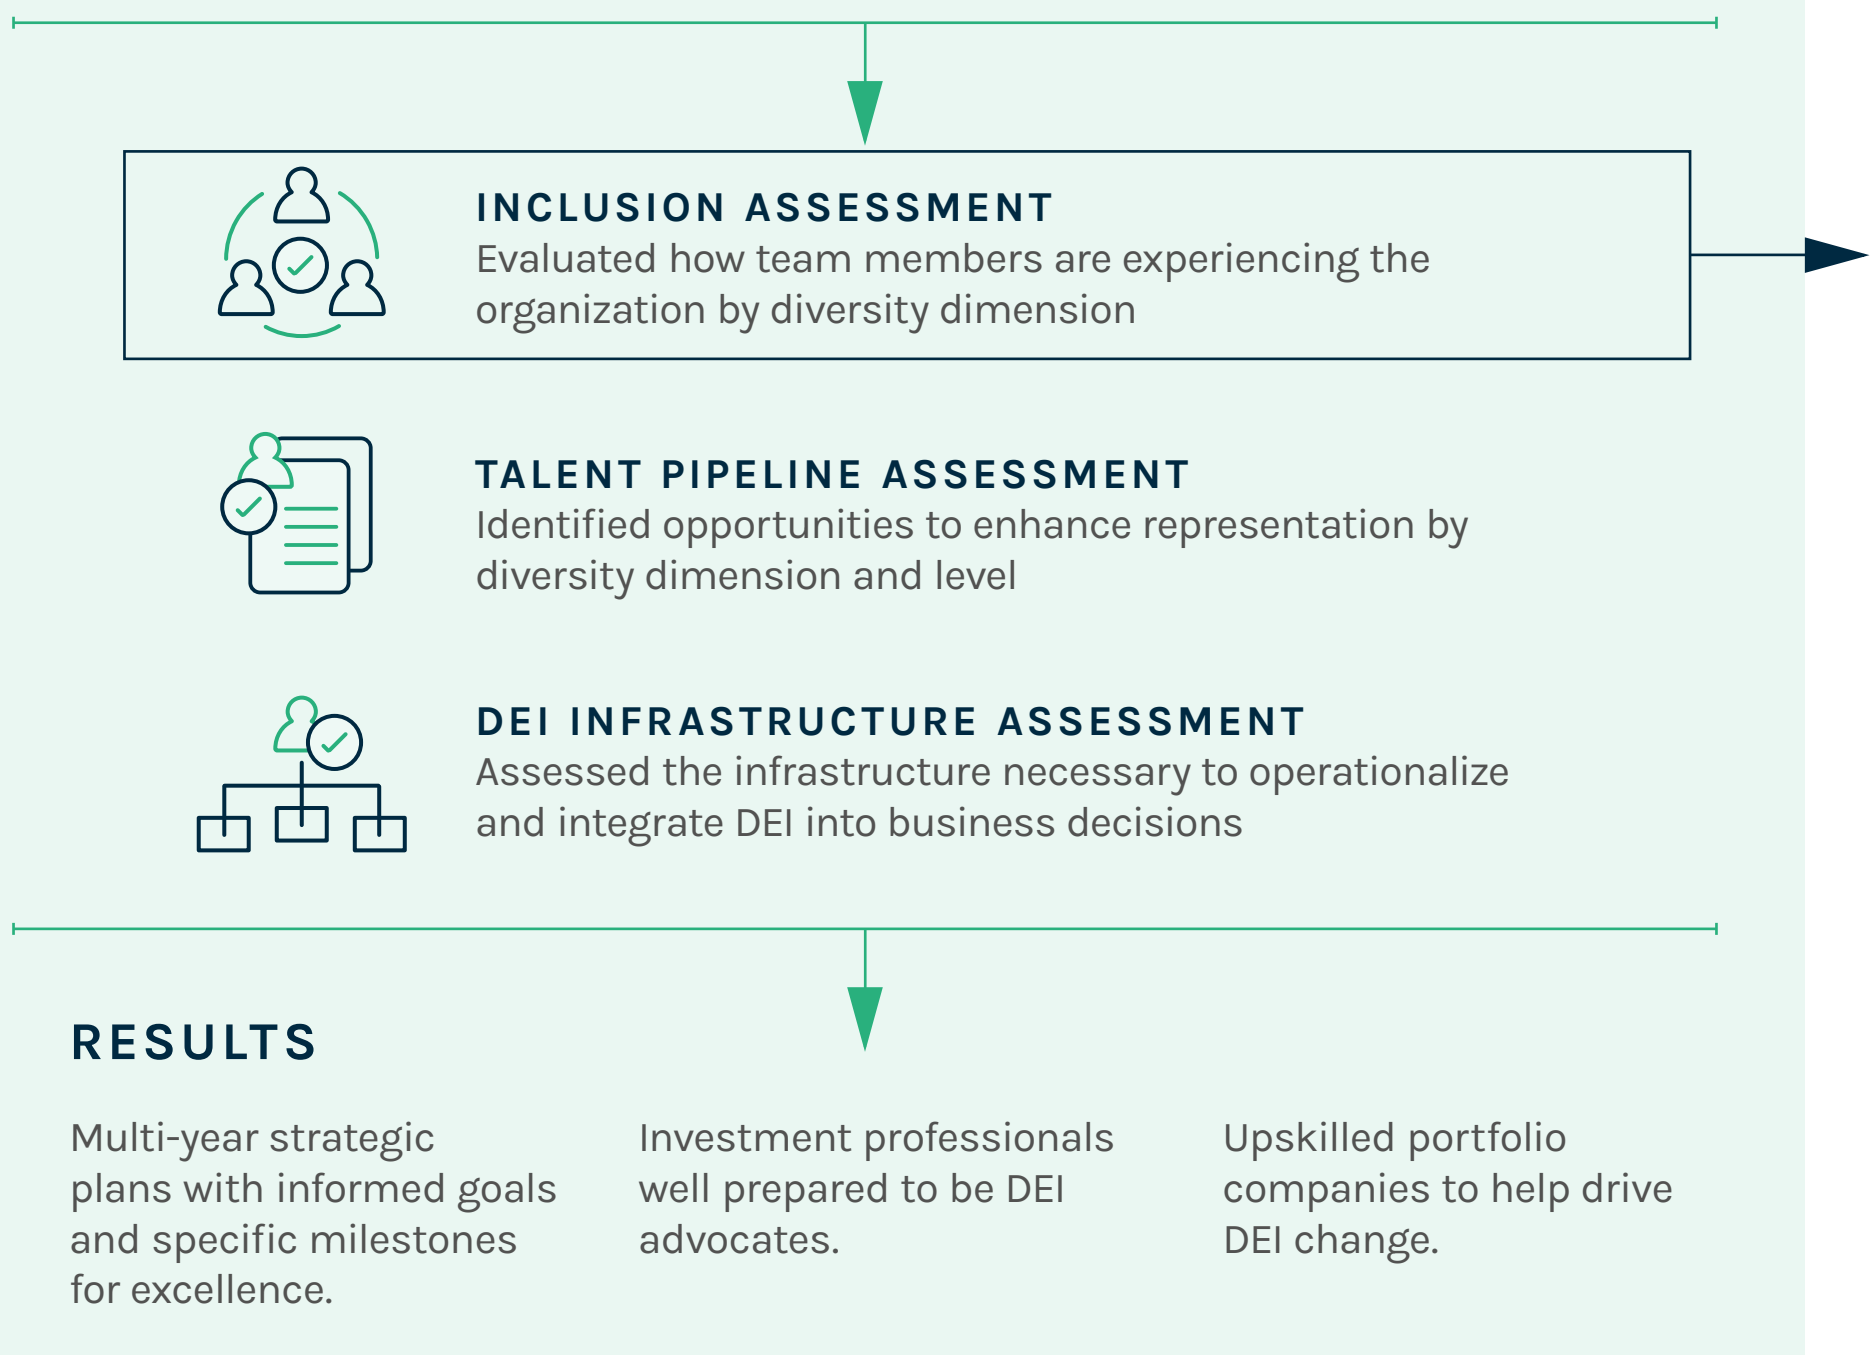 INCLUSION ASSESSMENT
Evaluated how team members are experiencing the
organization by diversity dimension
TALENT PIPELINE ASSESSMENT
Identified opportunities to enhance representation by
diversity dimension and level
DEI INFRASTRUCTURE ASSESSMENT
Assessed the infrastructure necessary to operationalize
and integrate DEI into business decisions
RESULTS
Multi-year strategic
plans with informed goals
and specific milestones
for excellence.
Investment professionals
well prepared to be DEI
advocates.
Upskilled portfolio
companies to help drive
DEI change.